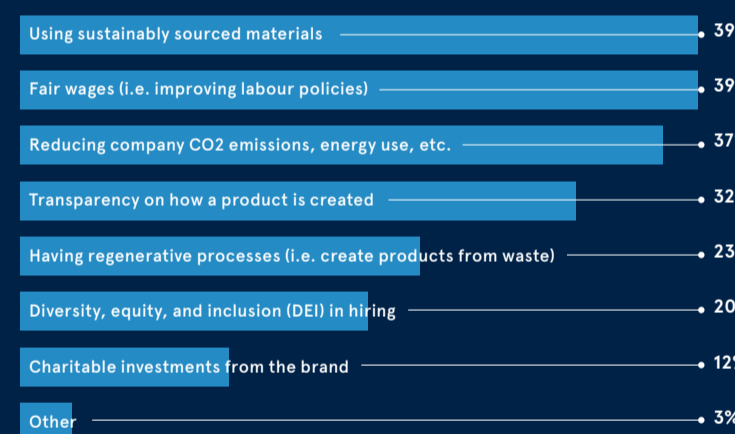 Using sustainably sourced materials 39
Fair wages (i.e. improving labour policies) 39
Reducing company CO2 emissions, energy use, etc. 37
Transparency on how a product is created 32
Having regenerative processes (i.e. create products from waste) 23
Diversity, equity, and inclusion (DEI) in hiring 20
Charitable investments from the brand 12%
Other 3%